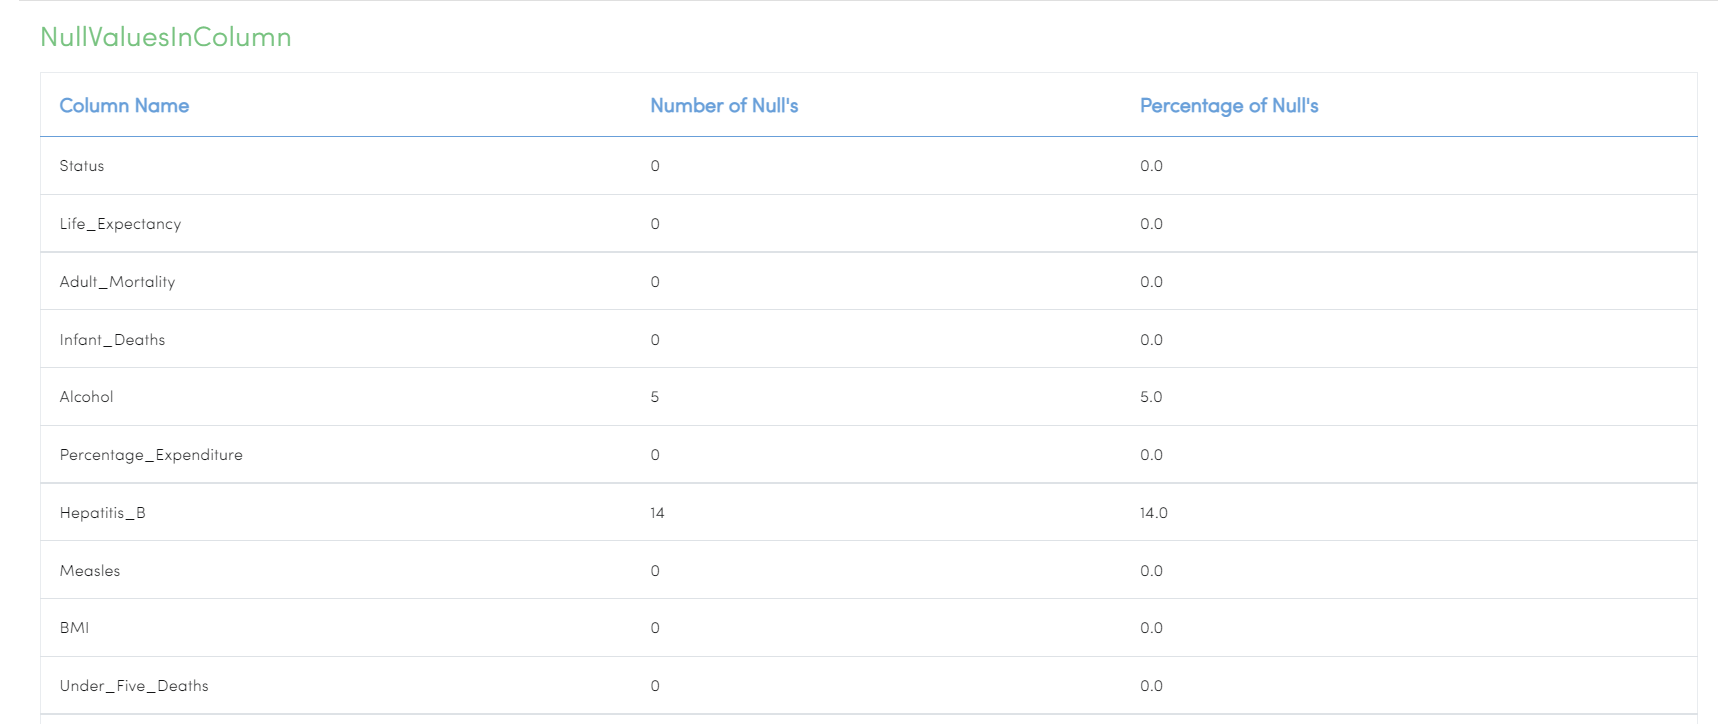 NullValuesInColumn
Column Name Number of Null's Percentage of Null's
Status 0 0.0
Life_Expectancy 0 0.0
Adult_Mortality 0 0.0
Infant_Deaths 0 0.0
Alcohol 5 5.0
Percentage_Expenditure 0 0.0
Hepatitis_B 14 14.0
Measles 0 0.0
BMI 0 0.0
Under_Five_Deaths 0 0.0